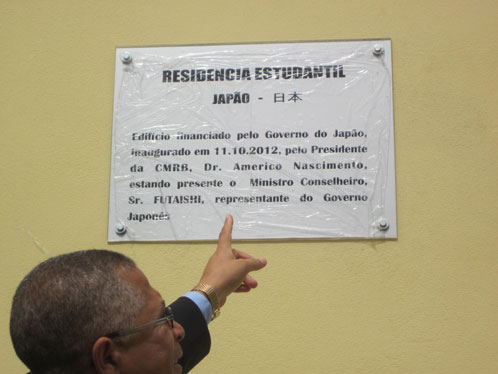 RESIDENCIA ESTUDANTIL
JAPÃO - 日本
Edifício financiado pelo Governo do Japão,
inaugurado em 11.10.2012, pelo Presidente
da CMRB, Dr. Americo Nascimento,
estando presente o Ministro Conselheiro,
Sr. FUTAISHI, representante do Governo
Japonês